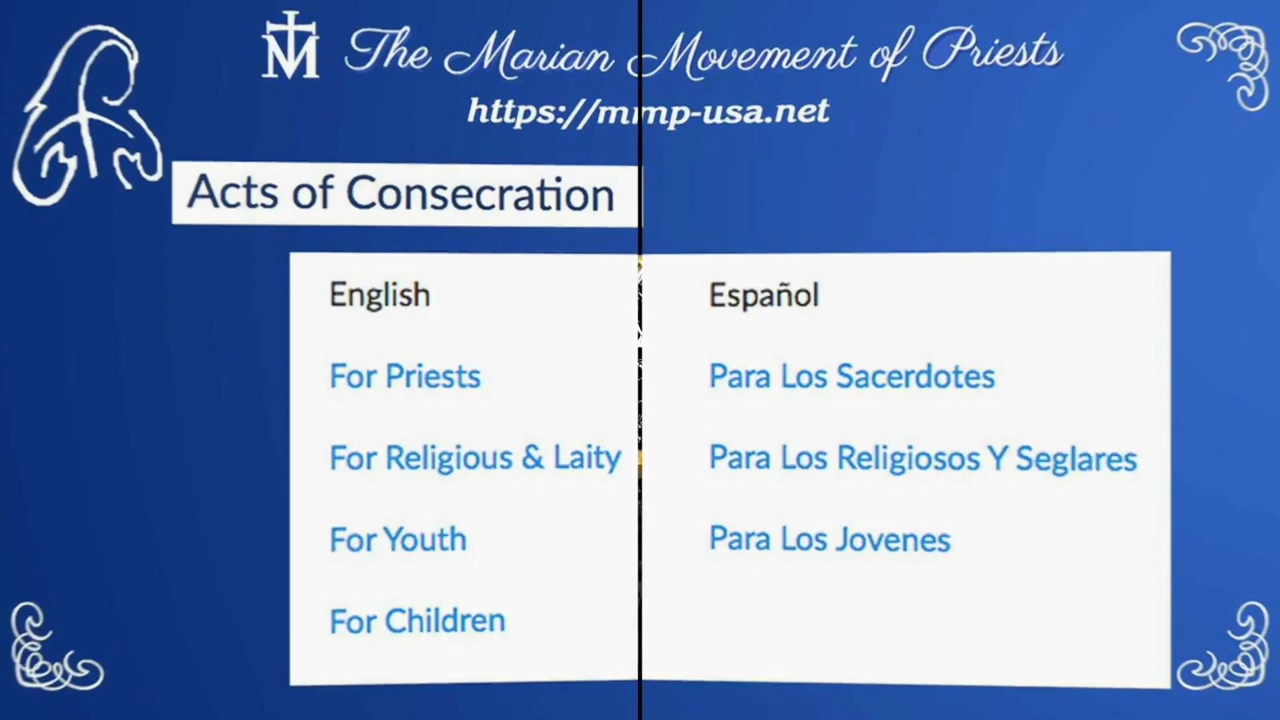 The Marian Movement of Priests
https://mmp-usa.net
Acts of Consecration
English
For Priests
For Religious & Laity
For Youth
For Children
Español
Para Los Sacerdotes
Para Los Religiosos Y Seglares
Para Los Jovenes